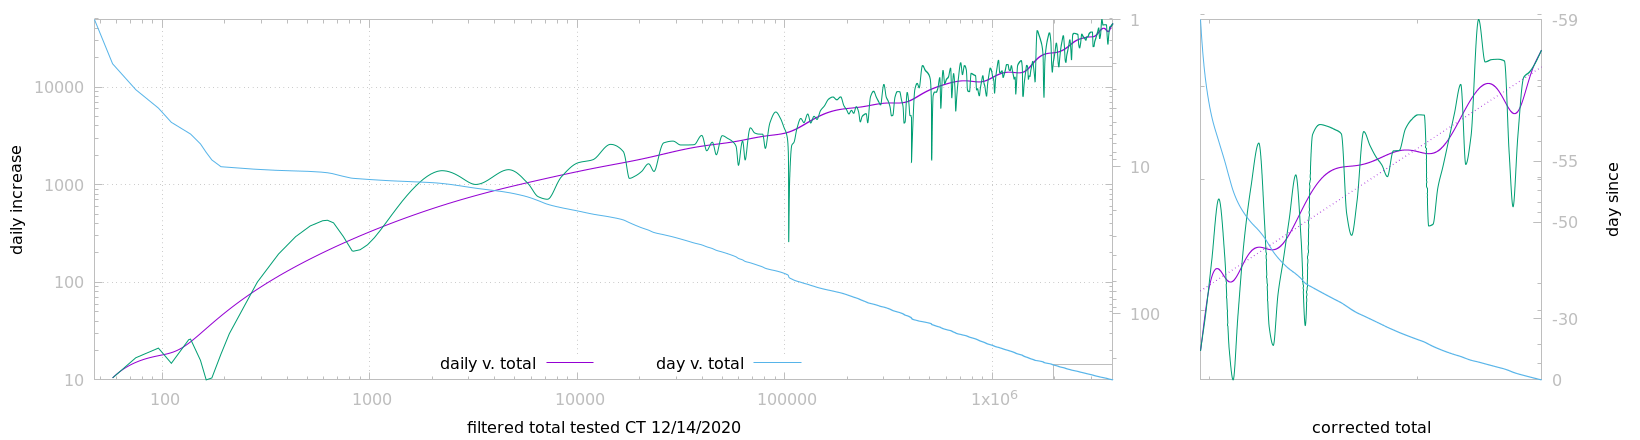 daily increase
10000
1000
100
10
100
1000
10000
100000
1x10^6
1
10
100
daily v. total
day v. total
filtered total tested CT 12/14/2020
-59
-55
-50
-30
0
day since
corrected total